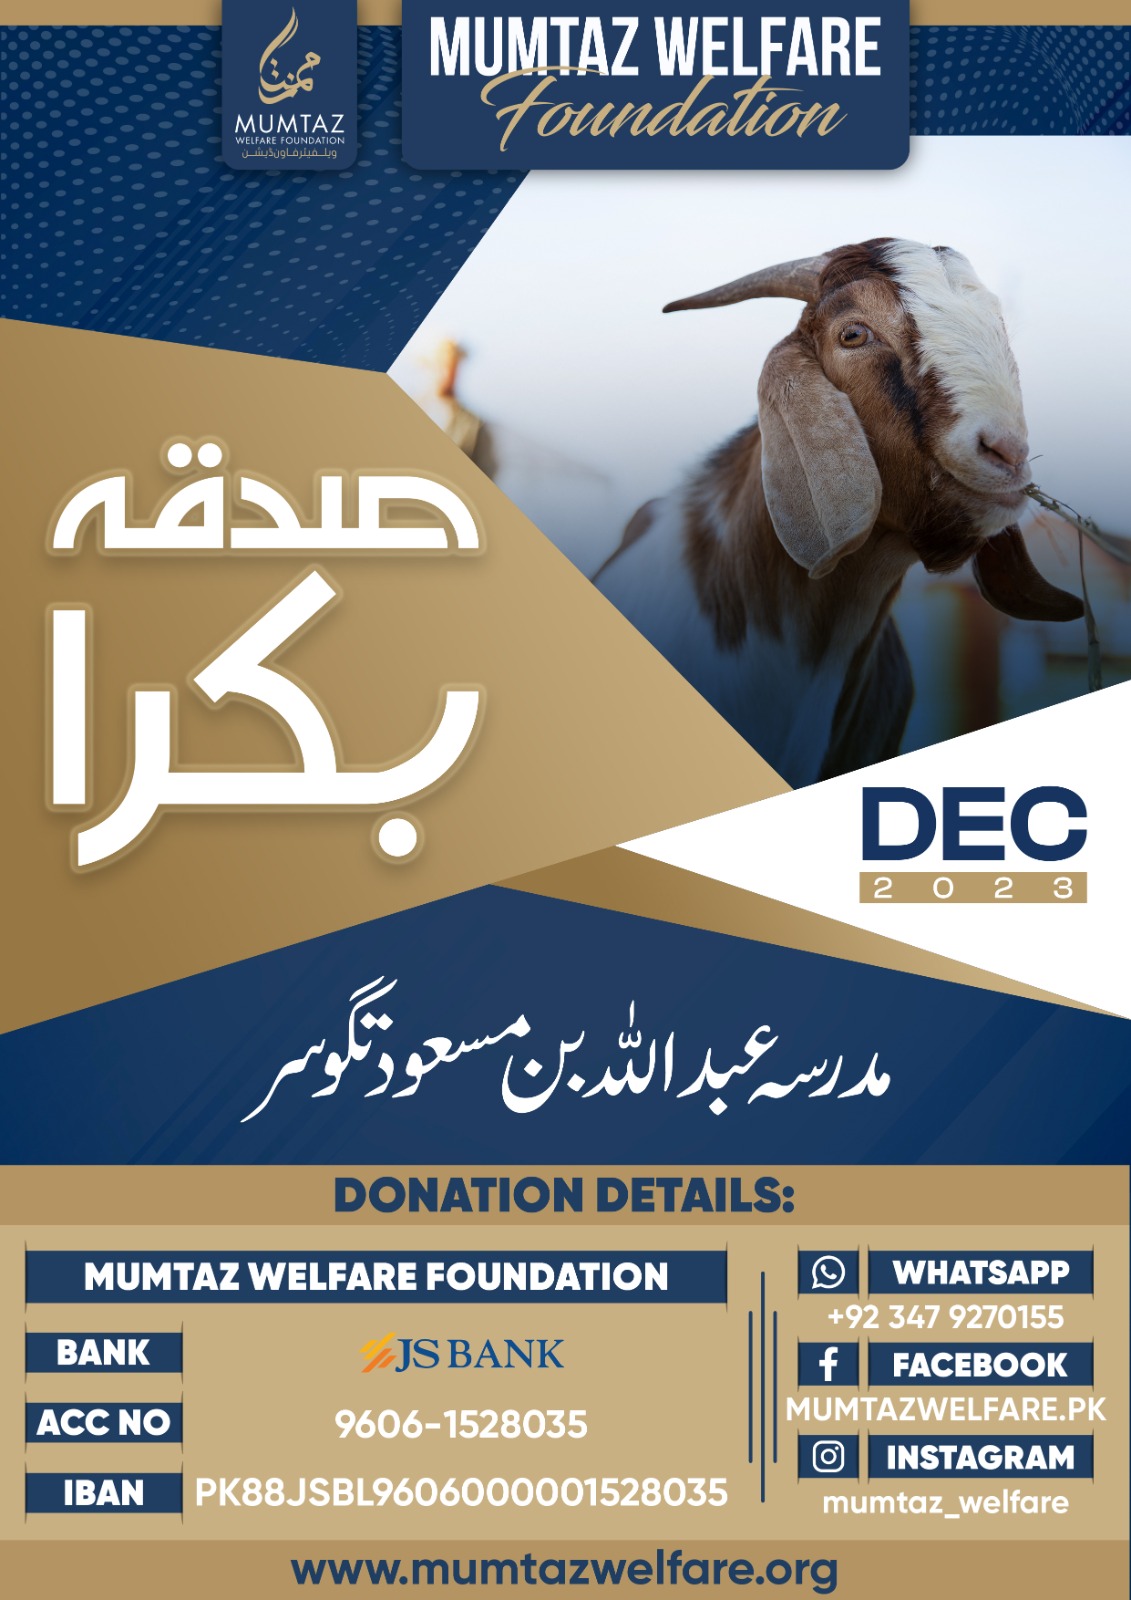 ممتاز
MUMTAZ
WELFARE FOUNDATION
ویلفیئرفاونڈیشن
MUMTAZ WELFARE
Foundation
صدقہ
بکرا
DEC
2023
مدرسہ عبداللہ بن مسعود تگوسر
DONATION DETAILS:
MUMTAZ WELFARE FOUNDATION
BANK
JS BANK
ACC NO
9606-1528035
IBAN
PK88JSBL9606000001528035
WHATSAPP
+92 347 9270155
FACEBOOK
MUMTAZWELFARE.PK
INSTAGRAM
mumtaz_welfare
www.mumtazwelfare.org